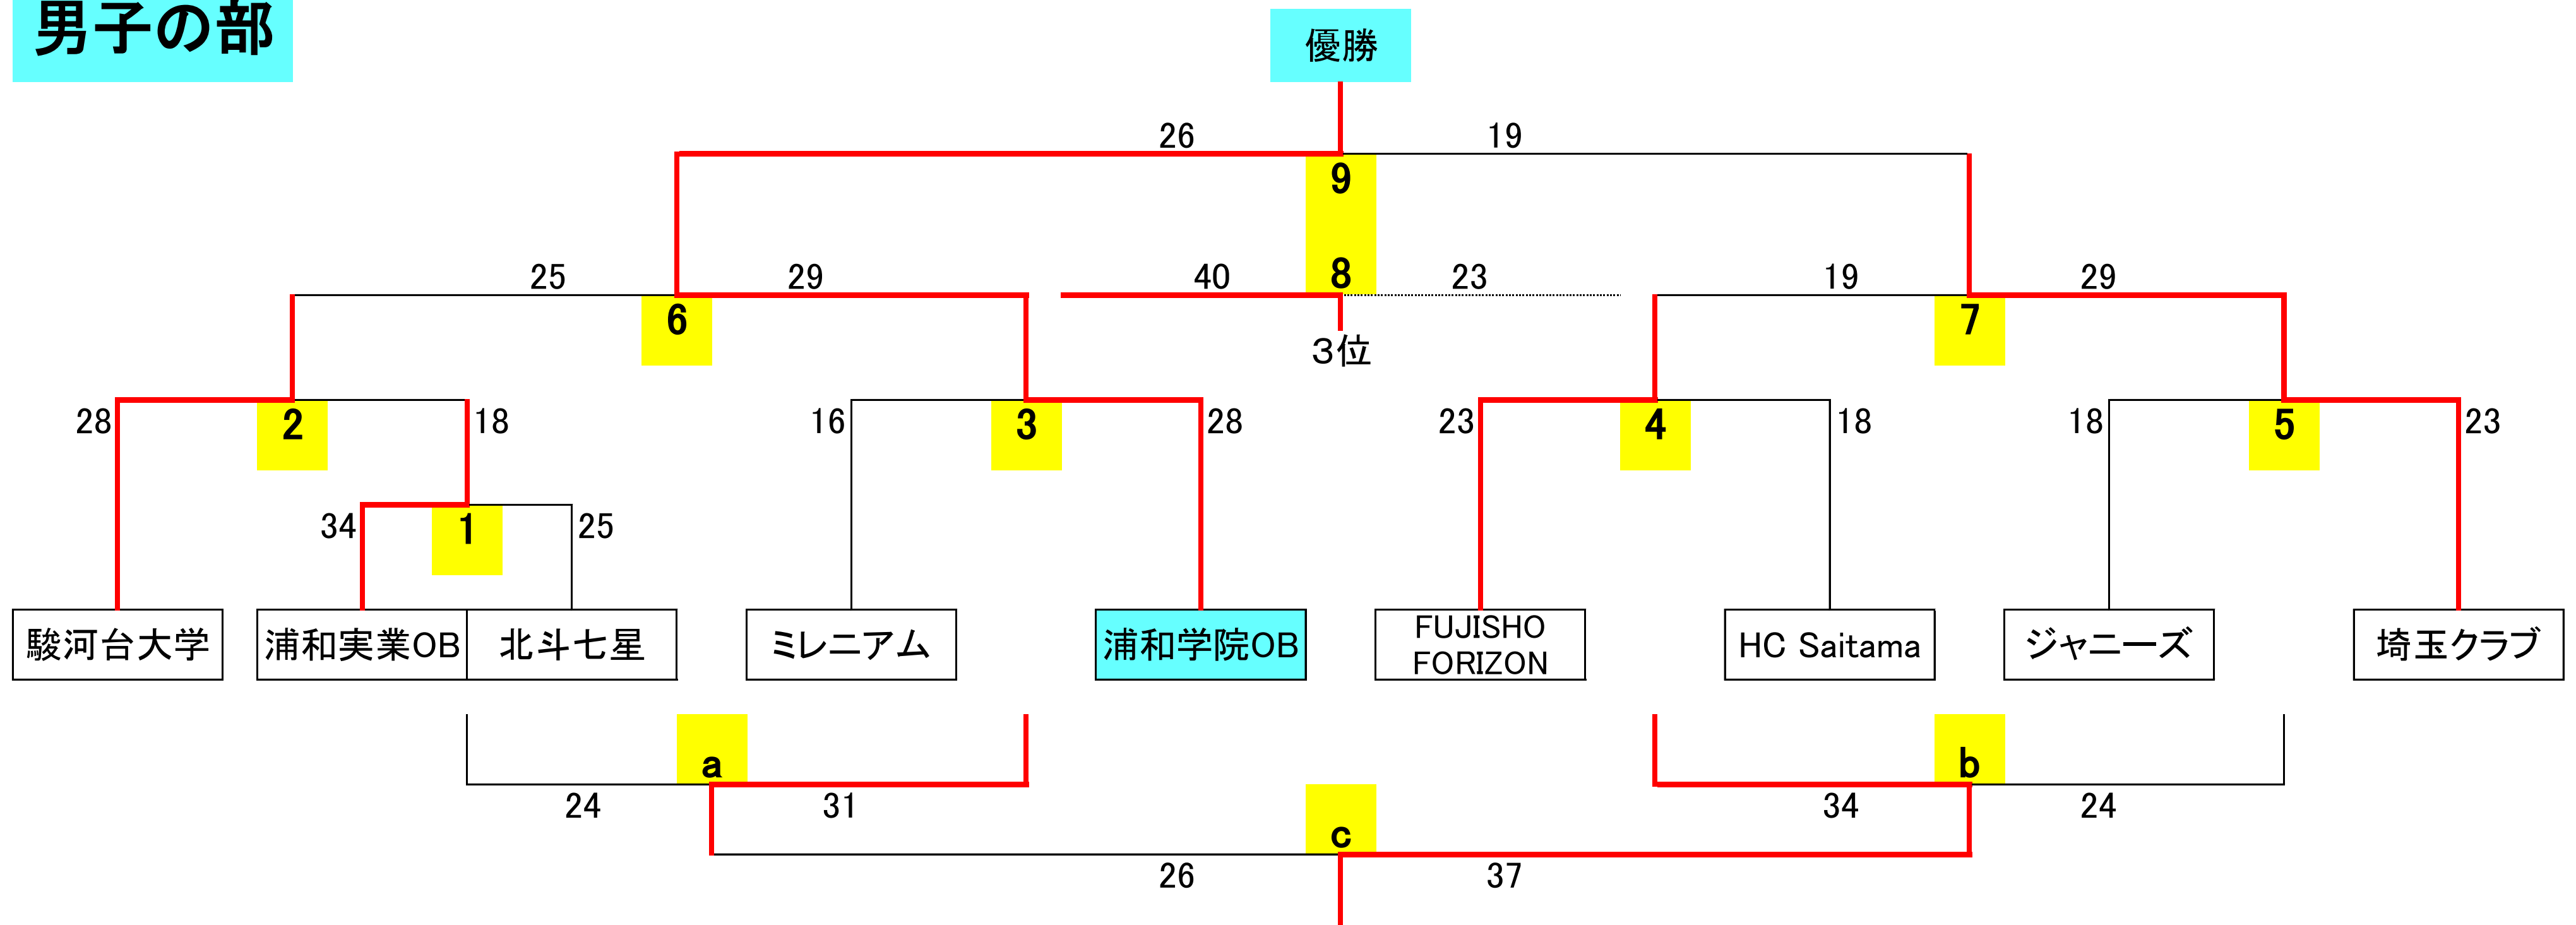 男子の部
優勝
26 19
9
25 29 40 8 23 19 29
6 7
3位
28 2 18 16 3 28 23 4 18 18 5 23
34 1 25
駿河台大学 浦和実業OB 北斗七星 ミレニアム 浦和学院OB FUJISHO FORIZON HC Saitama ジャニーズ 埼玉クラブ
a b
24 31 34 24
c
26 37